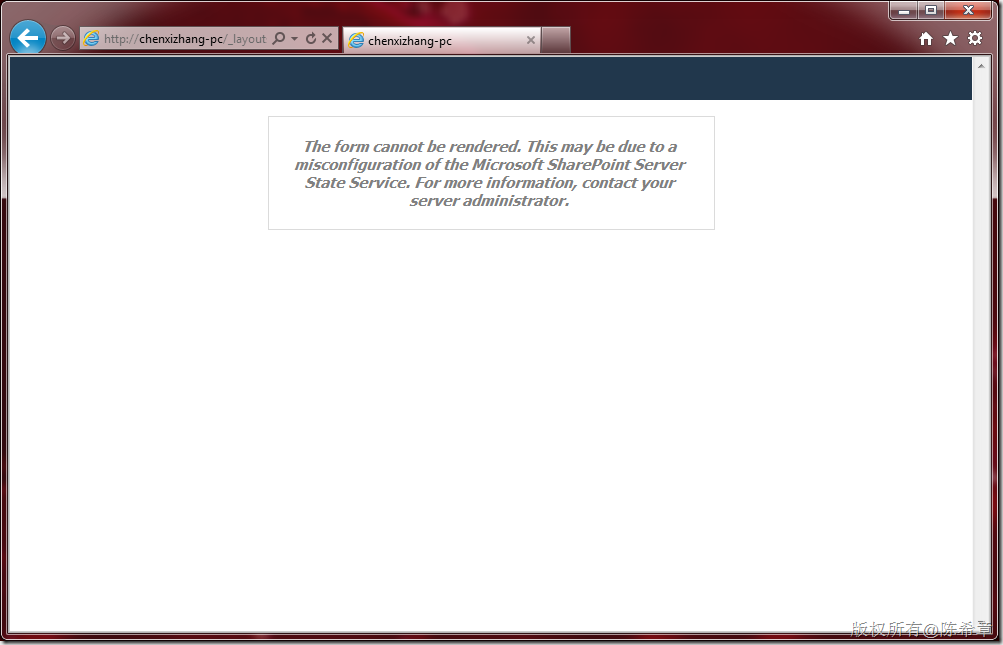 http://chenxizhang-pc/_layout
chenxizhang-pc
The form cannot be rendered. This may be due to a
misconfiguration of the Microsoft SharePoint Server
State Service. For more information, contact your
server administrator.
版权所有@陈希章